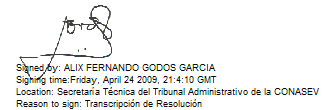 Signed by: ALIX FERNANDO GODOS GARCIA
Signing time:Friday, April 24 2009, 21:4:10 GMT
Location: Secretaría Técnica del Tribunal Administrativo de la CONASEV
Reason to sign: Transcripción de Resolución